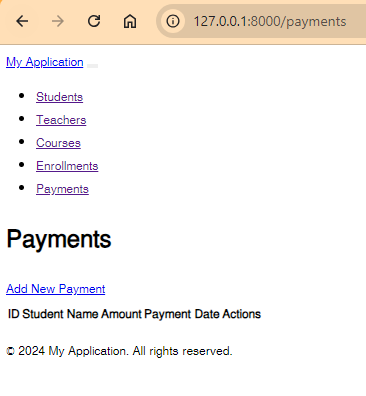 127.0.0.1:8000/payments
My Application
Students
Teachers
Courses
Enrollments
Payments
Payments
Add New Payment
ID Student Name Amount Payment Date Actions
© 2024 My Application. All rights reserved.